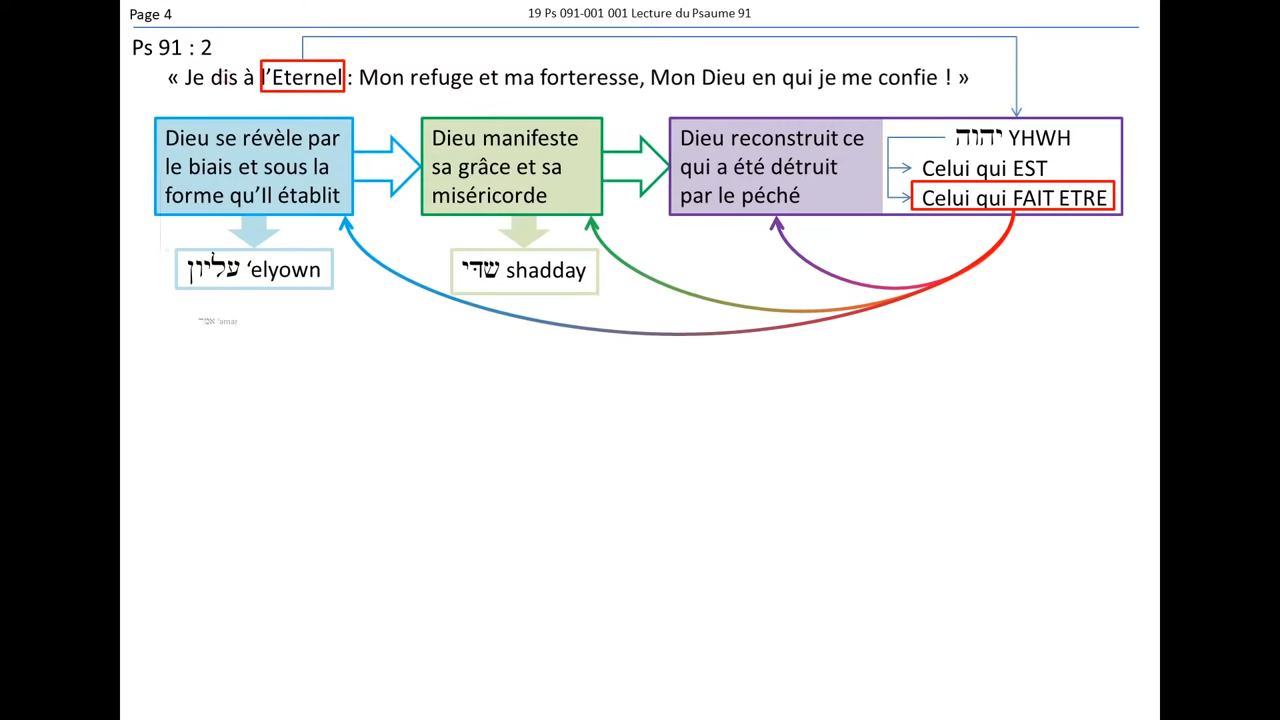 Page 4
19 Ps 091-001 001 Lecture du Psaume 91
Ps 91 : 2
« Je dis à l’Eternel : Mon refuge et ma forteresse, Mon Dieu en qui je me confie ! »
Dieu se révèle par
le biais et sous la
forme qu’Il établit
Dieu manifeste
sa grâce et sa
miséricorde
Dieu reconstruit ce
qui a été détruit
par le péché
יהוה YHWH
Celui qui EST
Celui qui FAIT ETRE
עליון ‘elyown
שדי shadday
אמר ’amar